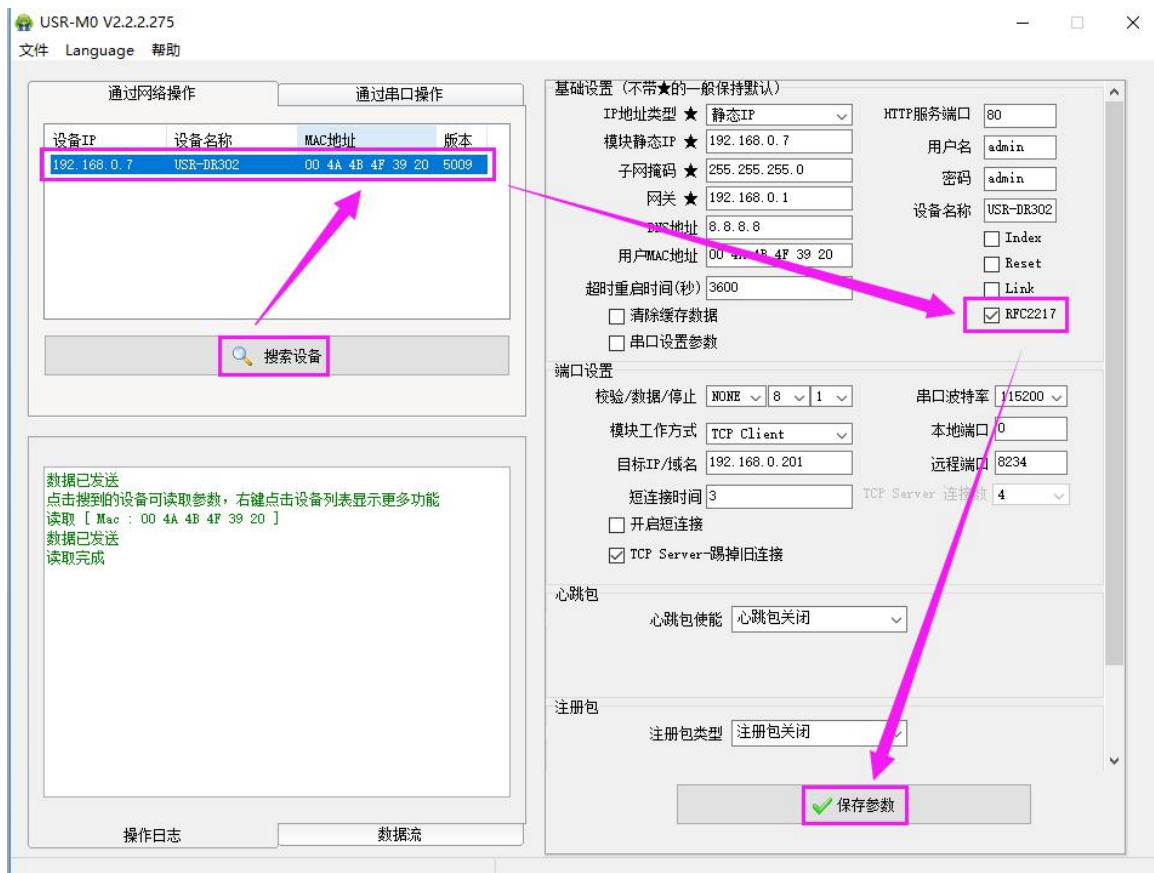 USR-M0 V2.2.2.275
文件 Language 帮助
通过网络操作 通过串口操作
设备IP 设备名称 MAC地址 版本
192.168.0.7 USR-DR302 00 4A 4B 4F 39 20 5009
搜索设备
数据已发送
点击搜到的设备可读取参数，右键点击设备列表显示更多功能
读取 [ Mac : 00 4A 4B 4F 39 20 ]
数据已发送
读取完成
操作日志 数据流
基础设置（不带★的一般保持默认）
IP地址类型 ★ 静态IP HTTP服务端口 80
模块静态IP ★ 192.168.0.7 用户名 admin
子网掩码 ★ 255.255.255.0 密码 admin
网关 ★ 192.168.0.1 设备名称 USR-DR302
DNS地址 8.8.8.8 Index
用户MAC地址 00 4A 4B 4F 39 20 Reset
超时重启时间(秒) 3600 Link
清除缓存数据 RFC2217
串口设置参数
端口设置
校验/数据/停止 NONE 8 1 串口波特率 115200
模块工作方式 TCP Client 本地端口 0
目标IP/域名 192.168.0.201 远程端口 8234
短连接时间 3 TCP Server 连接数 4
开启短连接
TCP Server-踢掉旧连接
心跳包
心跳包使能 心跳包关闭
注册包
注册包类型 注册包关闭
保存参数